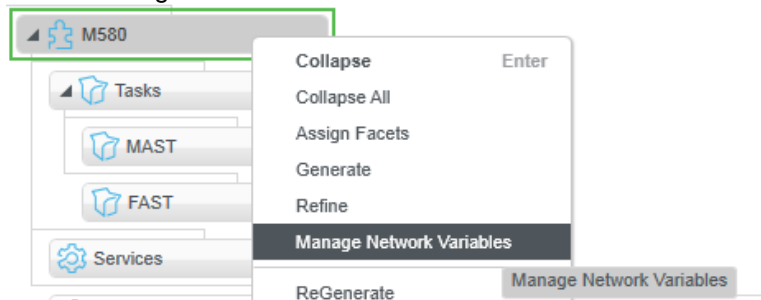 M580
Collapse Enter
Tasks
Collapse All
Assign Facets
MAST
Generate
FAST
Refine
Manage Network Variables
Services
Manage Network Variables
ReGenerate